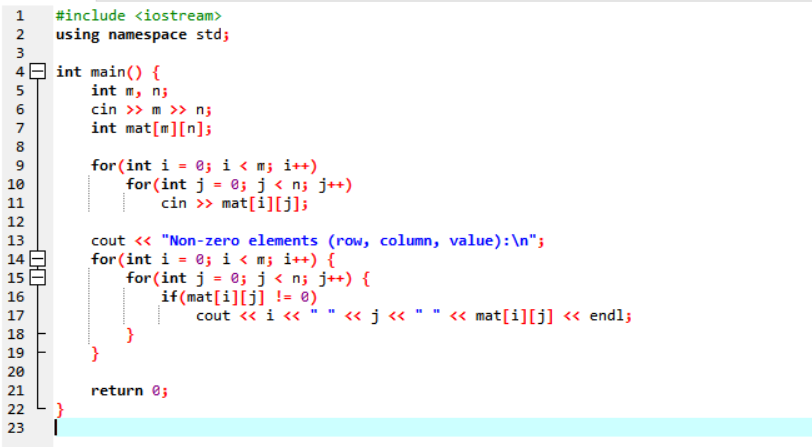 1 #include <iostream>
2 using namespace std;
3
4 int main() {
5     int m, n;
6     cin >> m >> n;
7     int mat[m][n];
8
9     for(int i = 0; i < m; i++)
10         for(int j = 0; j < n; j++)
11             cin >> mat[i][j];
12
13     cout << "Non-zero elements (row, column, value):\n";
14     for(int i = 0; i < m; i++) {
15         for(int j = 0; j < n; j++) {
16             if(mat[i][j] != 0)
17                 cout << i << " " << j << " " << mat[i][j] << endl;
18         }
19     }
20
21     return 0;
22 }
23